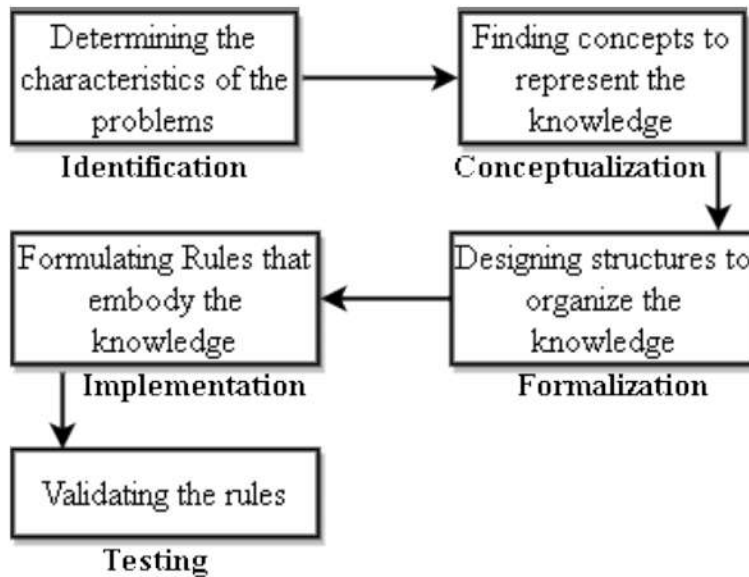 Determining the
characteristics of the
problems
Identification
Finding concepts to
represent the
knowledge
Conceptualization
Designing structures to
organize the
knowledge
Formalization
Formulating Rules that
embody the
knowledge
Implementation
Validating the rules
Testing